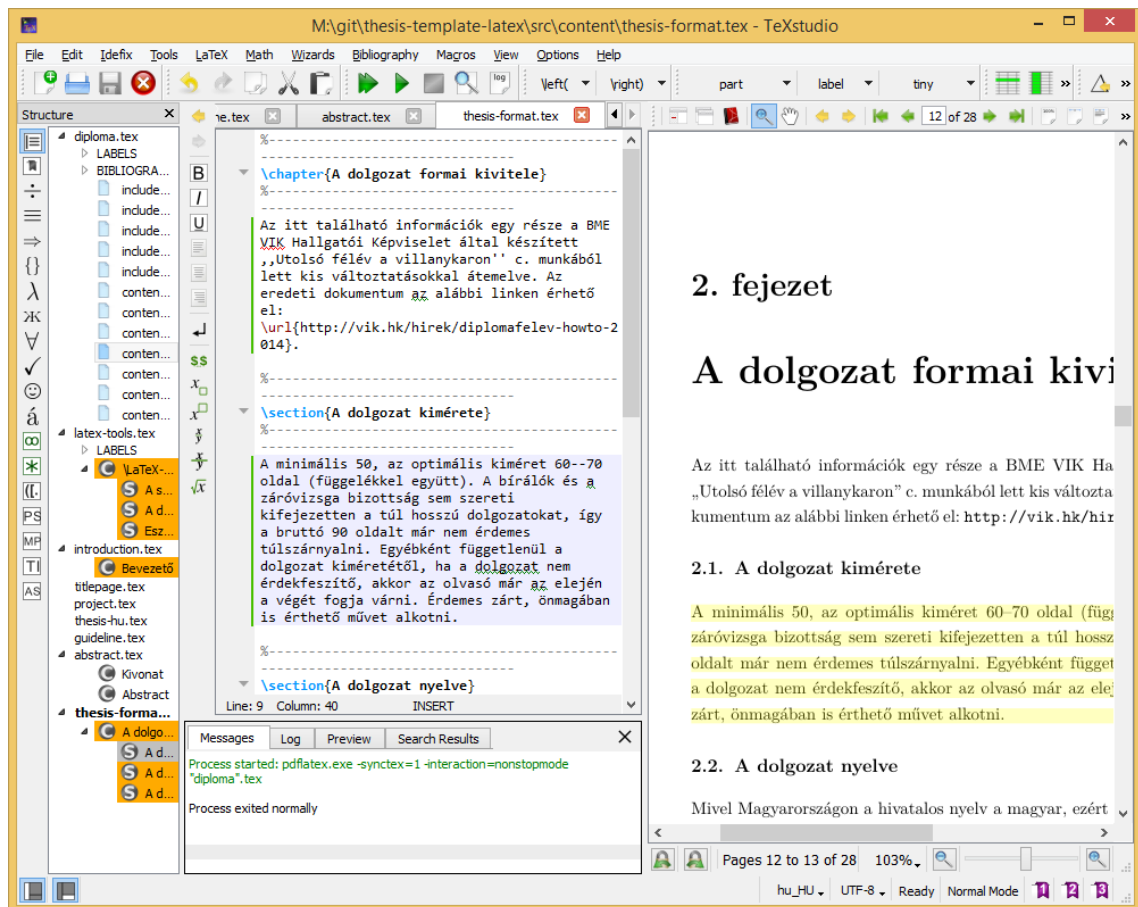 M:\git\thesis-template-latex\src\content\thesis-format.tex - TeXstudio
File Edit Idefix Tools LaTeX Math Wizards Bibliography Macros View Options Help
log \left( \right) part label tiny »  »
Structure
ne.tex abstract.tex thesis-format.tex
12 of 28 »
diploma.tex
LABELS
BIBLIOGRA...
include...
include...
include...
include...
include...
conten...
conten...
conten...
conten...
conten...
conten...
conten...
latex-tools.tex
LABELS
\LaTeX-...
A s...
A d...
Esz...
introduction.tex
Bevezető
titlepage.tex
project.tex
thesis-hu.tex
guideline.tex
abstract.tex
Kivonat
Abstract
thesis-forma...
A dolgo...
A d...
A d...
A d...
÷
{}
λ
Ж
∀
á
∞
([.
PS
MP
TI
AS
B
I
U
$$
%--------------------------------------------
--------------------------------
\chapter{A dolgozat formai kivitele}
%--------------------------------------------
--------------------------------
Az itt található információk egy része a BME
VIK Hallgatói Képviselet által készített
,,Utolsó félév a villanykaron'' c. munkából
lett kis változtatásokkal átemelve. Az
eredeti dokumentum az alábbi linken érhető
el:
\url{http://vik.hk/hirek/diplomafelev-howto-2
014}.
%--------------------------------------------
--------------------------------
\section{A dolgozat kimérete}
%--------------------------------------------
--------------------------------
A minimális 50, az optimális kiméret 60--70
oldal (függelékkel együtt). A bírálók és a
záróvizsga bizottság sem szereti
kifejezetten a túl hosszú dolgozatokat, így
a bruttó 90 oldalt már nem érdemes
túlszárnyalni. Egyébként függetlenül a
dolgozat kiméretétől, ha a dolgozat nem
érdekfeszítő, akkor az olvasó már az elején
a végét fogja várni. Érdemes zárt, önmagában
is érthető művet alkotni.
%--------------------------------------------
--------------------------------
\section{A dolgozat nyelve}
Line: 9 Column: 40 INSERT
Messages Log Preview Search Results
Process started: pdflatex.exe -synctex=1 -interaction=nonstopmode
"diploma".tex
Process exited normally
2. fejezet
A dolgozat formai kivi
Az itt található információk egy része a BME VIK Ha
„Utolsó félév a villanykaron” c. munkából lett kis változta
kumentum az alábbi linken érhető el: http://vik.hk/hir
2.1. A dolgozat kimérete
A minimális 50, az optimális kiméret 60–70 oldal (függ
záróvizsga bizottság sem szereti kifejezetten a túl hossz
oldalt már nem érdemes túlszárnyalni. Egyébként függet
a dolgozat nem érdekfeszítő, akkor az olvasó már az elej
zárt, önmagában is érthető művet alkotni.
2.2. A dolgozat nyelve
Mivel Magyarországon a hivatalos nyelv a magyar, ezért
Pages 12 to 13 of 28 103%
hu_HU UTF-8 Ready Normal Mode 1 2 3